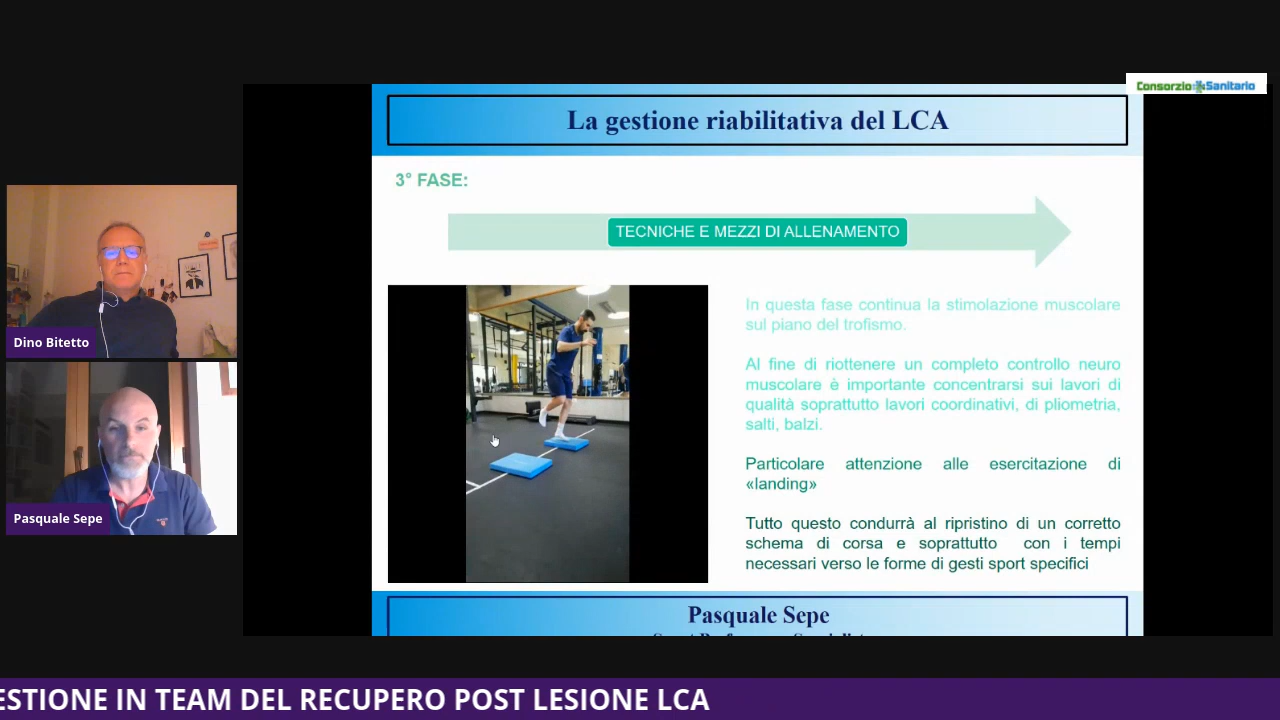 Consorzio Sanitario
La gestione riabilitativa del LCA
3° FASE:
TECNICHE E MEZZI DI ALLENAMENTO
In questa fase continua la stimolazione muscolare
sul piano del trofismo.
Al fine di riottenere un completo controllo neuro
muscolare è importante concentrarsi sui lavori di
qualità soprattutto lavori coordinativi, di pliometria,
salti, balzi.
Particolare attenzione alle esercitazione di
«landing»
Tutto questo condurrà al ripristino di un corretto
schema di corsa e soprattutto con i tempi
necessari verso le forme di gesti sport specifici
Dino Bitetto
Pasquale Sepe
Pasquale Sepe
ESTIONE IN TEAM DEL RECUPERO POST LESIONE LCA